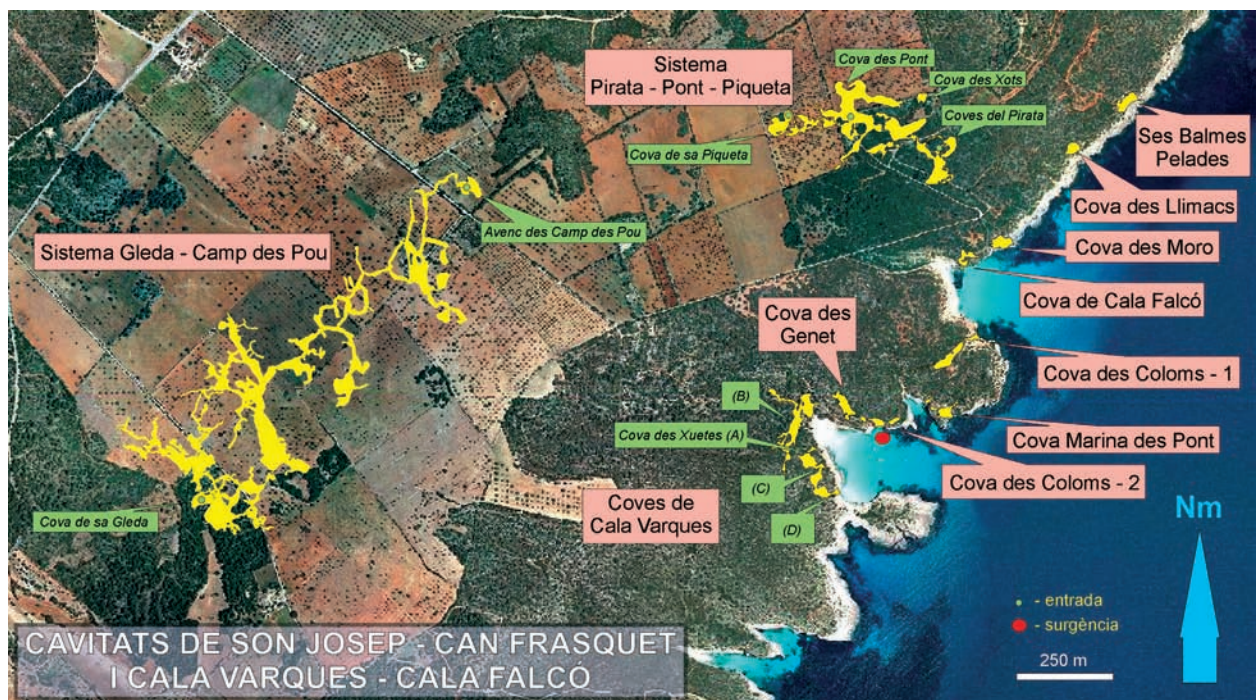 Cova des Pont
Sistema
Pirata - Pont - Piqueta
Cova des Xots
Coves del Pirata
Cova de sa Piqueta
Ses Balmes
Pelades
Cova des Llimacs
Avenc des Camp des Pou
Sistema Gleda - Camp des Pou
Cova des Moro
Cova de Cala Falcó
Cova des
Genet
Cova des Coloms - 1
(B)
Cova des Xuetes (A)
Cova Marina des Pont
(C)
Cova des Coloms - 2
Coves de
Cala Varques
(D)
Cova de sa Gleda
Nm
- entrada
- surgència
250 m
CAVITATS DE SON JOSEP - CAN FRASQUET
I CALA VARQUES - CALA FALCÓ